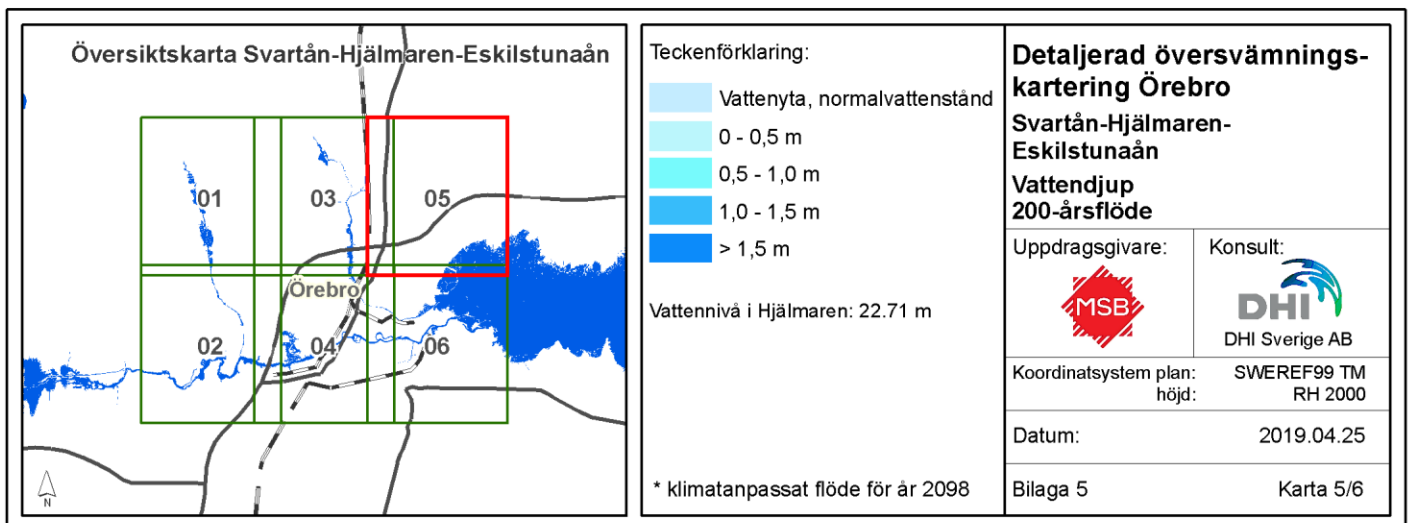 Översiktskarta Svartån-Hjälmaren-Eskilstunaån
01
03
05
Örebro
02
04
06
N
Teckenförklaring:
Vattenyta, normalvattenstånd
0 - 0,5 m
0,5 - 1,0 m
1,0 - 1,5 m
> 1,5 m
Vattennivå i Hjälmaren: 22.71 m
* klimatanpassat flöde för år 2098
Detaljerad översvämnings-
kartering Örebro
Svartån-Hjälmaren-
Eskilstunaån
Vattendjup
200-årsflöde
Uppdragsgivare:
MSB
Konsult:
DHI
DHI Sverige AB
Koordinatsystem plan: SWEREF99 TM
höjd: RH 2000
Datum: 2019.04.25
Bilaga 5 Karta 5/6